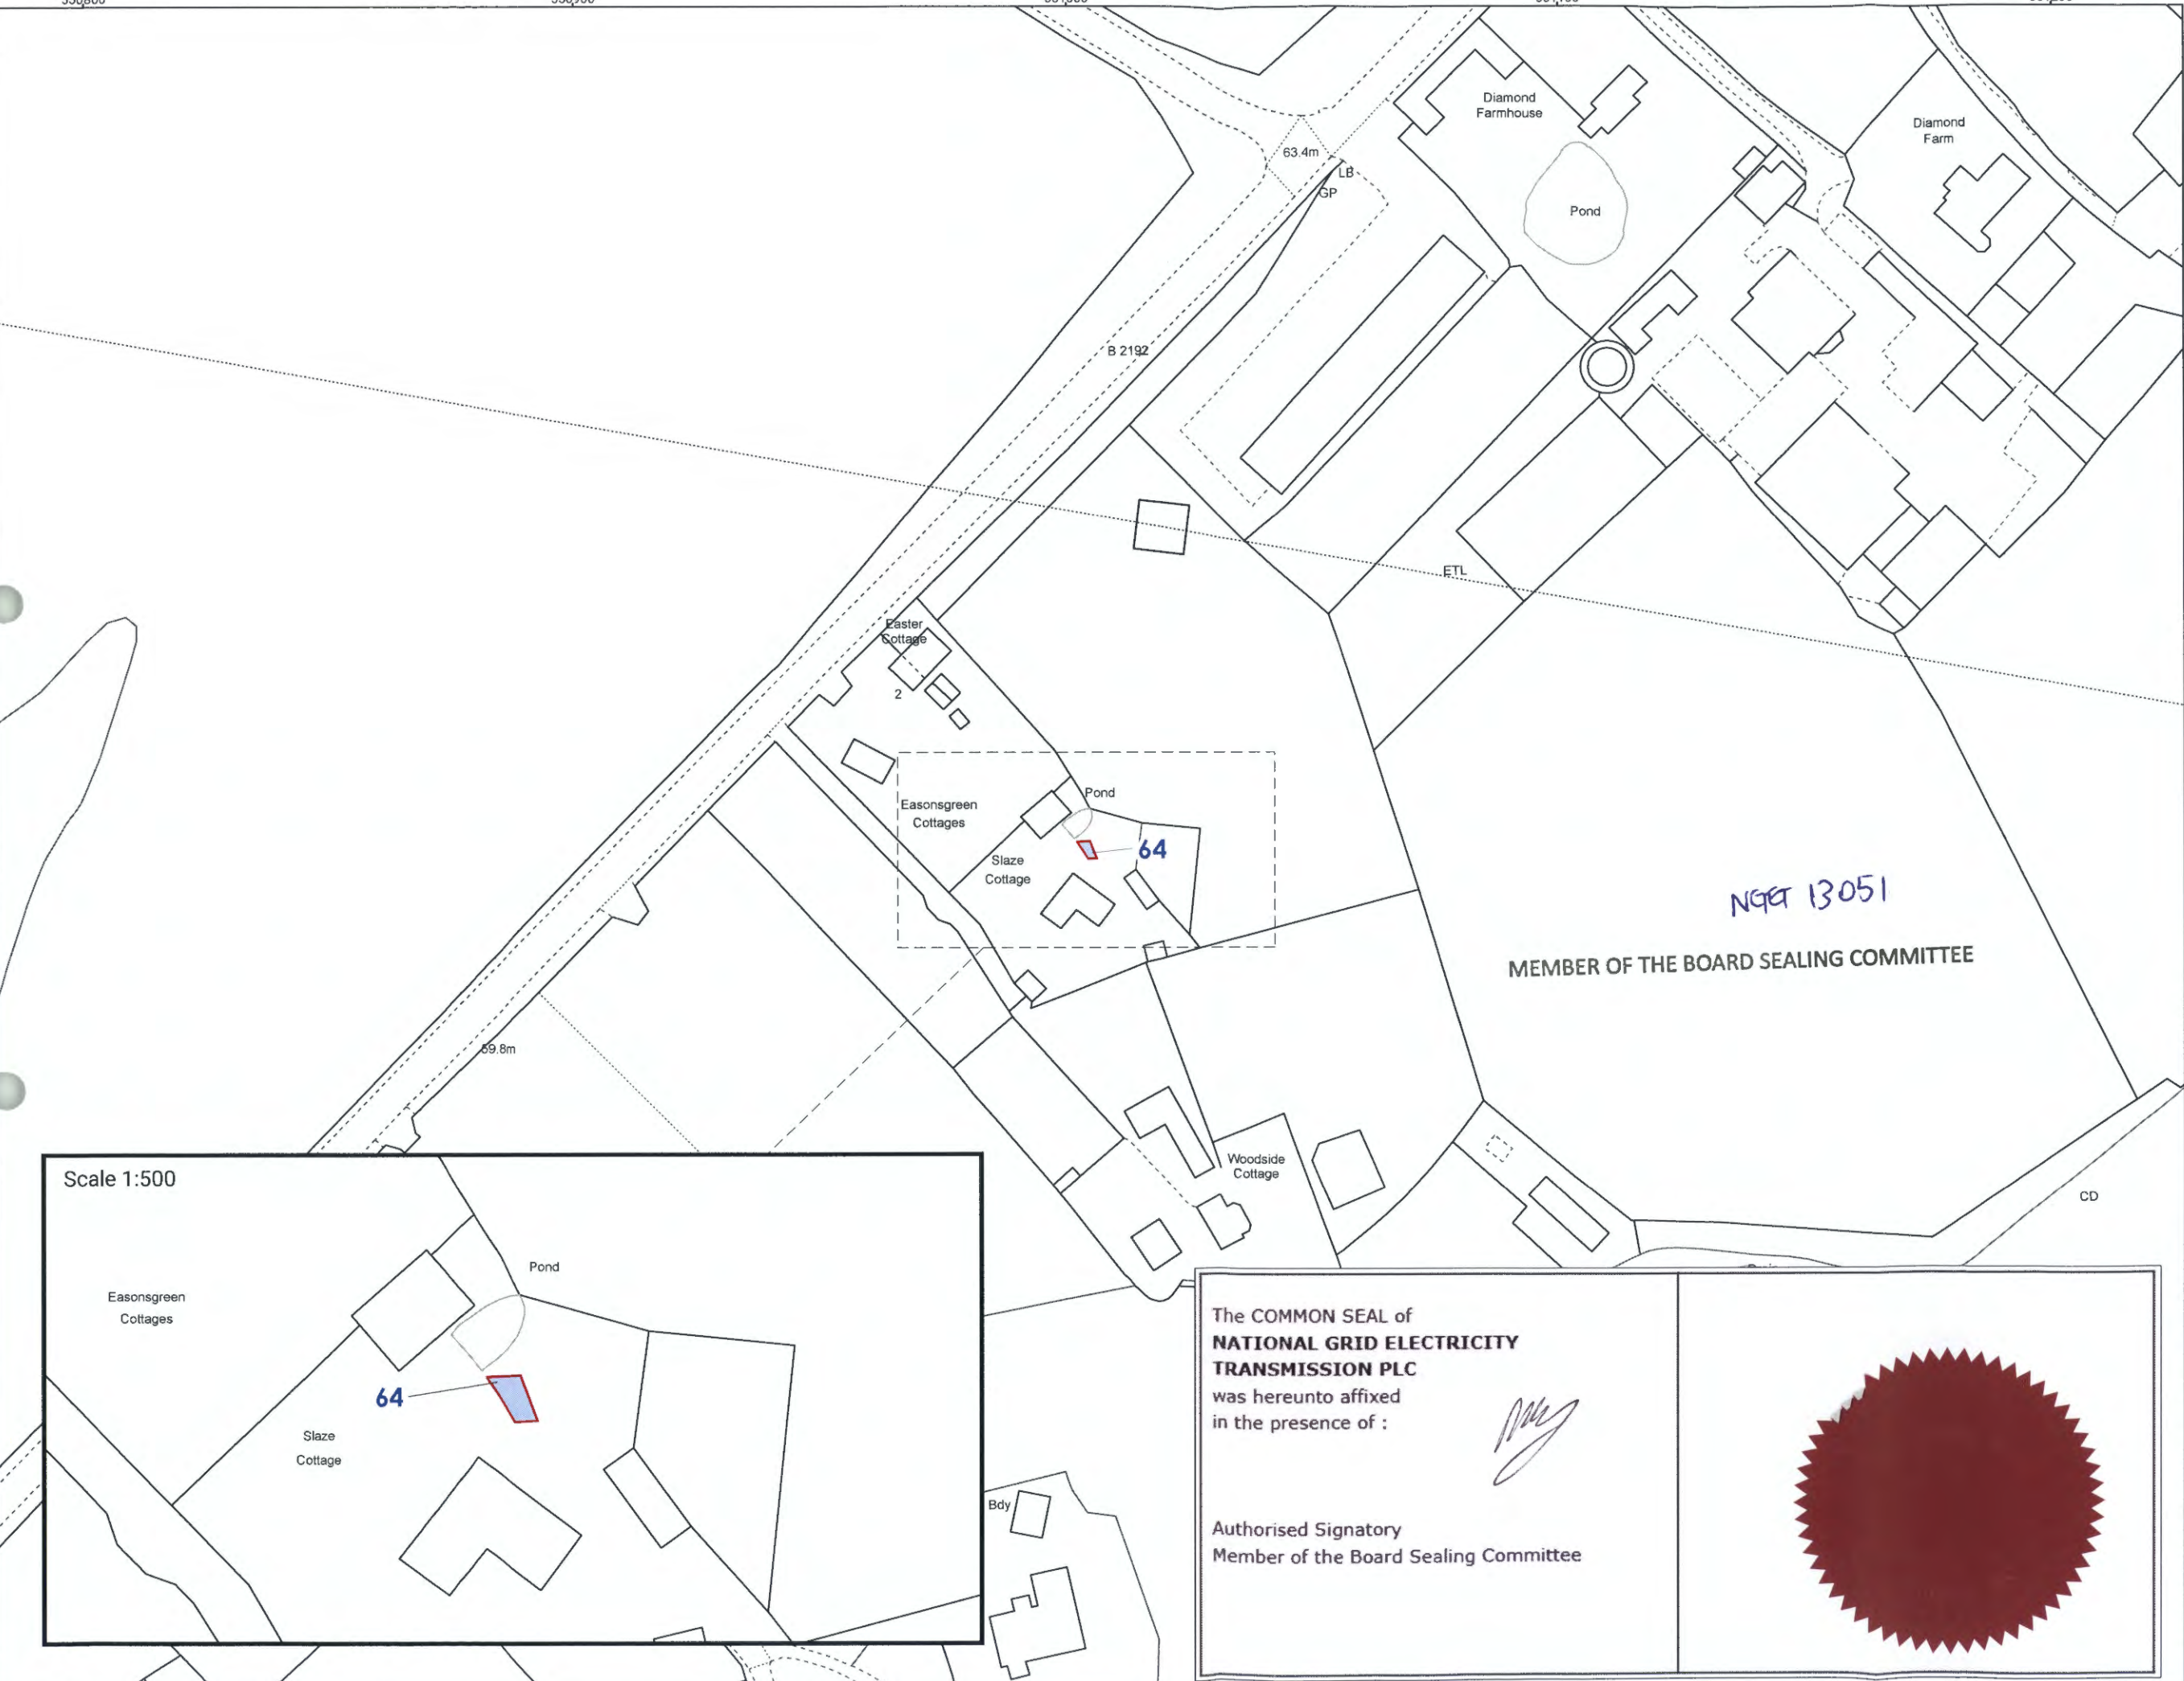 Diamond
Farmhouse
Diamond
Farm
63.4m
LB
GP
Pond
B 2192
ETL
Easter
Cottage
2
Pond
Easonsgreen
Cottages
64
Slaze
Cottage
NGET 13051
MEMBER OF THE BOARD SEALING COMMITTEE
59.8m
Woodside
Cottage
CD
Scale 1:500
Pond
Easonsgreen
Cottages
64
Slaze
Cottage
Bdy
The COMMON SEAL of
NATIONAL GRID ELECTRICITY
TRANSMISSION PLC
was hereunto affixed
in the presence of :
Authorised Signatory
Member of the Board Sealing Committee